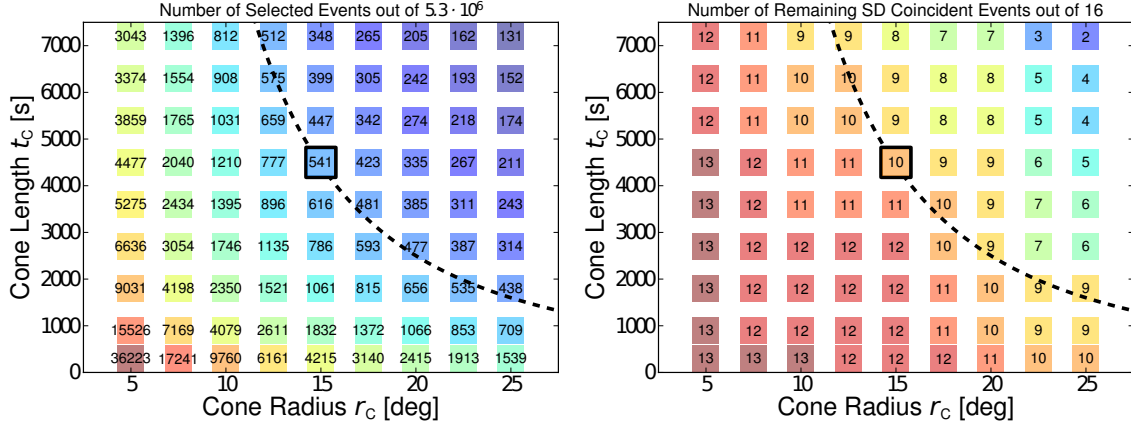 Number of Selected Events out of 5.3 · 10⁶
7000
6000
5000
4000
3000
2000
1000
0
Cone Length t_C [s]
3043 1396 812 512 348 265 205 162 131
3374 1554 908 575 399 305 242 193 152
3859 1765 1031 659 447 342 274 218 174
4477 2040 1210 777 541 423 335 267 211
5275 2434 1395 896 616 481 385 311 243
6636 3054 1746 1135 786 593 477 387 314
9031 4198 2350 1521 1061 815 656 535 438
15526 7169 4079 2611 1832 1372 1066 853 709
36223 17241 9760 6161 4215 3140 2415 1913 1539
5 10 15 20 25
Cone Radius r_C [deg]
Number of Remaining SD Coincident Events out of 16
7000
6000
5000
4000
3000
2000
1000
0
Cone Length t_C [s]
12 11 9 9 8 7 7 3 2
12 11 10 10 9 8 8 5 4
12 11 10 10 9 8 8 5 4
13 12 11 11 10 9 9 6 5
13 12 11 11 11 10 9 7 6
13 12 12 12 12 10 9 7 6
13 12 12 12 12 11 10 9 9
13 12 12 12 12 11 10 9 9
13 13 13 12 12 12 11 10 10
5 10 15 20 25
Cone Radius r_C [deg]